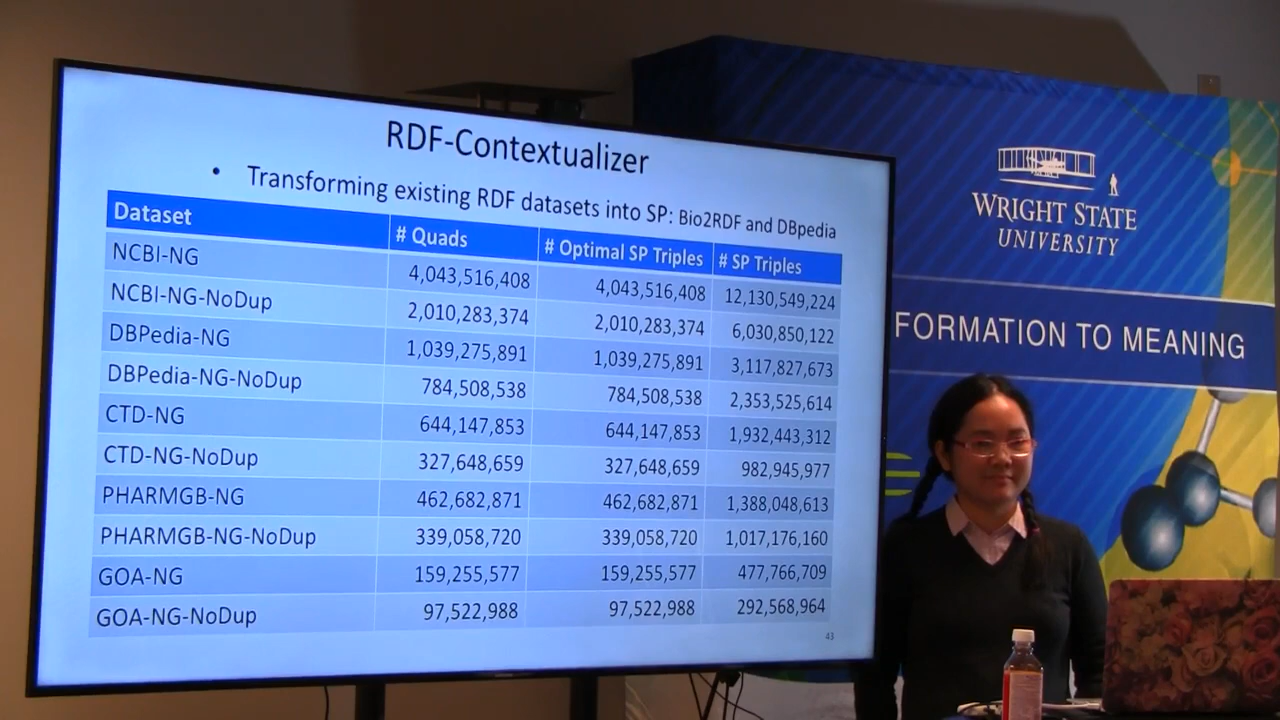 RDF-Contextualizer
• Transforming existing RDF datasets into SP: Bio2RDF and DBpedia
Dataset # Quads # Optimal SP Triples # SP Triples
NCBI-NG 4,043,516,408 4,043,516,408 12,130,549,224
NCBI-NG-NoDup 2,010,283,374 2,010,283,374 6,030,850,122
DBPedia-NG 1,039,275,891 1,039,275,891 3,117,827,673
DBPedia-NG-NoDup 784,508,538 784,508,538 2,353,525,614
CTD-NG 644,147,853 644,147,853 1,932,443,312
CTD-NG-NoDup 327,648,659 327,648,659 982,945,977
PHARMGB-NG 462,682,871 462,682,871 1,388,048,613
PHARMGB-NG-NoDup 339,058,720 339,058,720 1,017,176,160
GOA-NG 159,255,577 159,255,577 477,766,709
GOA-NG-NoDup 97,522,988 97,522,988 292,568,964
43
WRIGHT STATE
UNIVERSITY
FORMATION TO MEANING